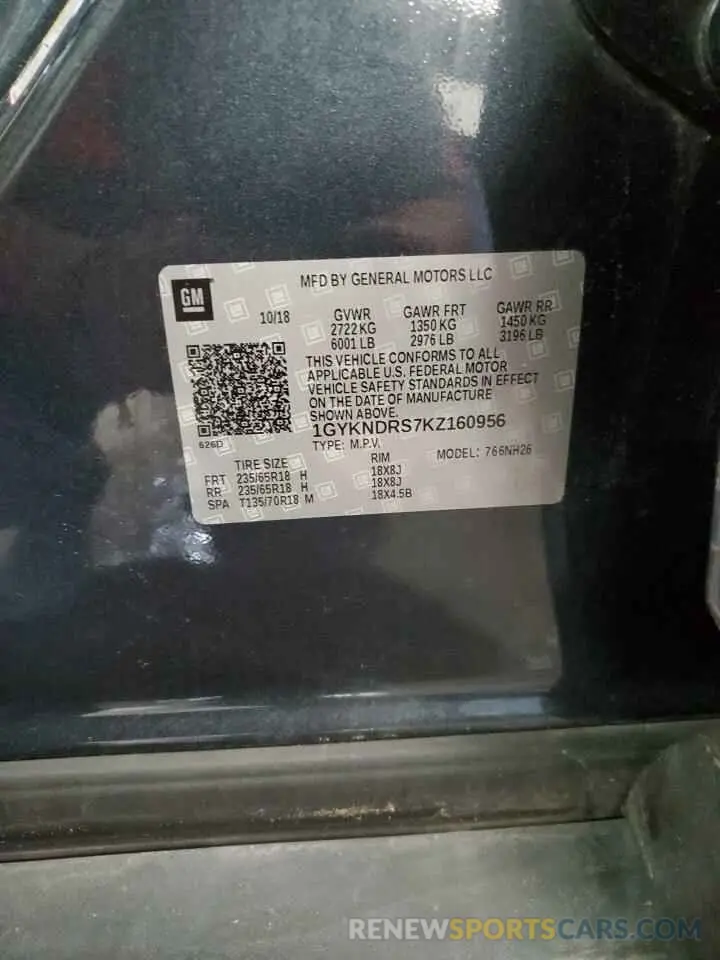 MFD BY GENERAL MOTORS LLC
GM
10/18 GVWR GAWR FRT GAWR RR
2722 KG 1350 KG 1450 KG
6001 LB 2976 LB 3196 LB
THIS VEHICLE CONFORMS TO ALL
APPLICABLE U.S. FEDERAL MOTOR
VEHICLE SAFETY STANDARDS IN EFFECT
ON THE DATE OF MANUFACTURE
SHOWN ABOVE.
1GYKNDRS7KZ160956
626D
TYPE: M.P.V. MODEL: 766NH26
TIRE SIZE RIM
FRT 235/65R18 H 18X8J
RR 235/65R18 H 18X8J
SPA T135/70R18 M 18X4.5B
RENEWSPORTSCARS.COM